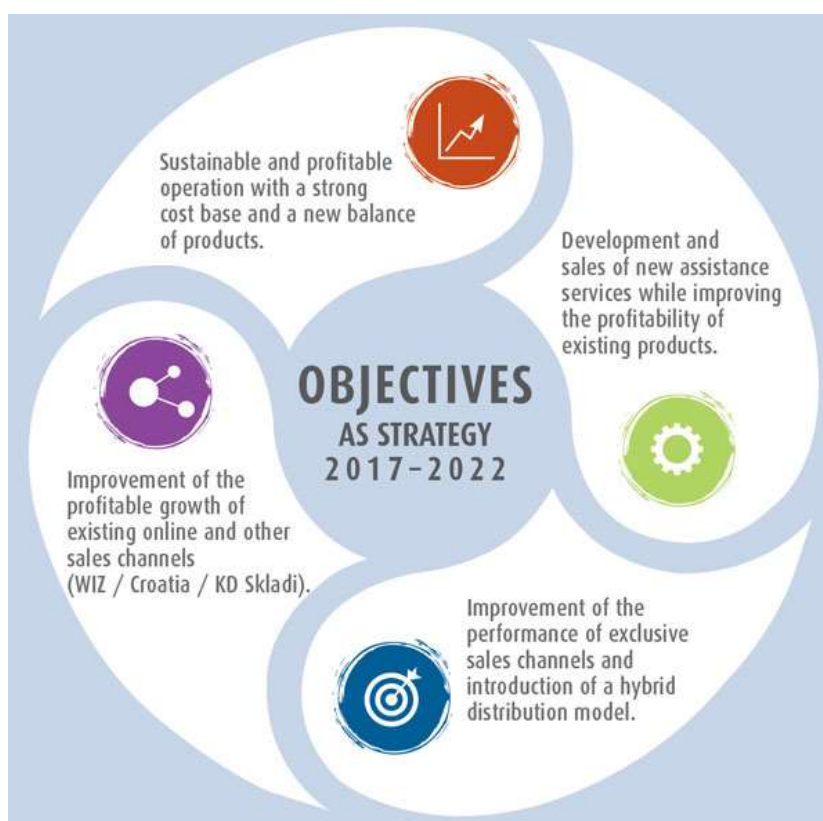 Sustainable and profitable
operation with a strong
cost base and a new balance
of products.
Development and
sales of new assistance
services while improving
the profitability of
existing products.
OBJECTIVES
AS STRATEGY
2017–2022
Improvement of the
profitable growth of
existing online and other
sales channels
(WIZ / Croatia / KD Skladi).
Improvement of the
performance of exclusive
sales channels and
introduction of a hybrid
distribution model.